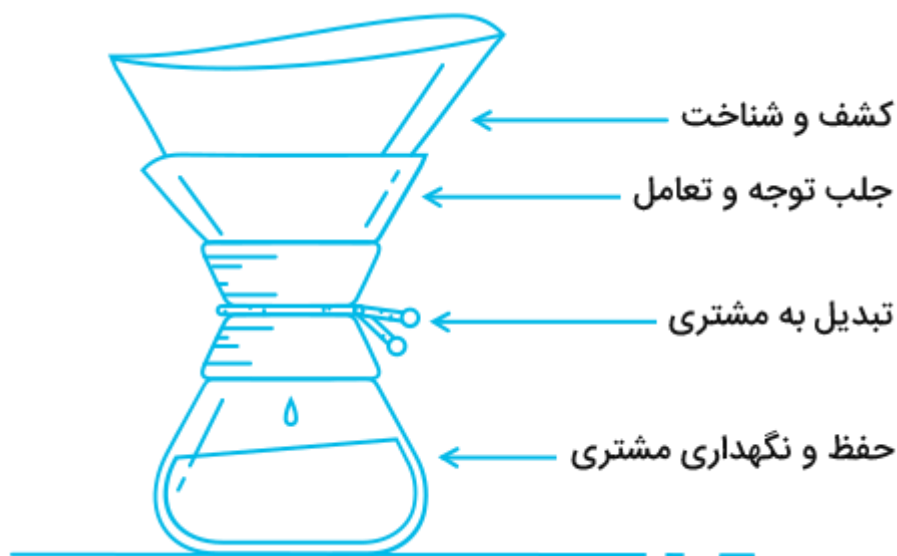 کشف و شناخت
جلب توجه و تعامل
تبدیل به مشتری
حفظ و نگهداری مشتری